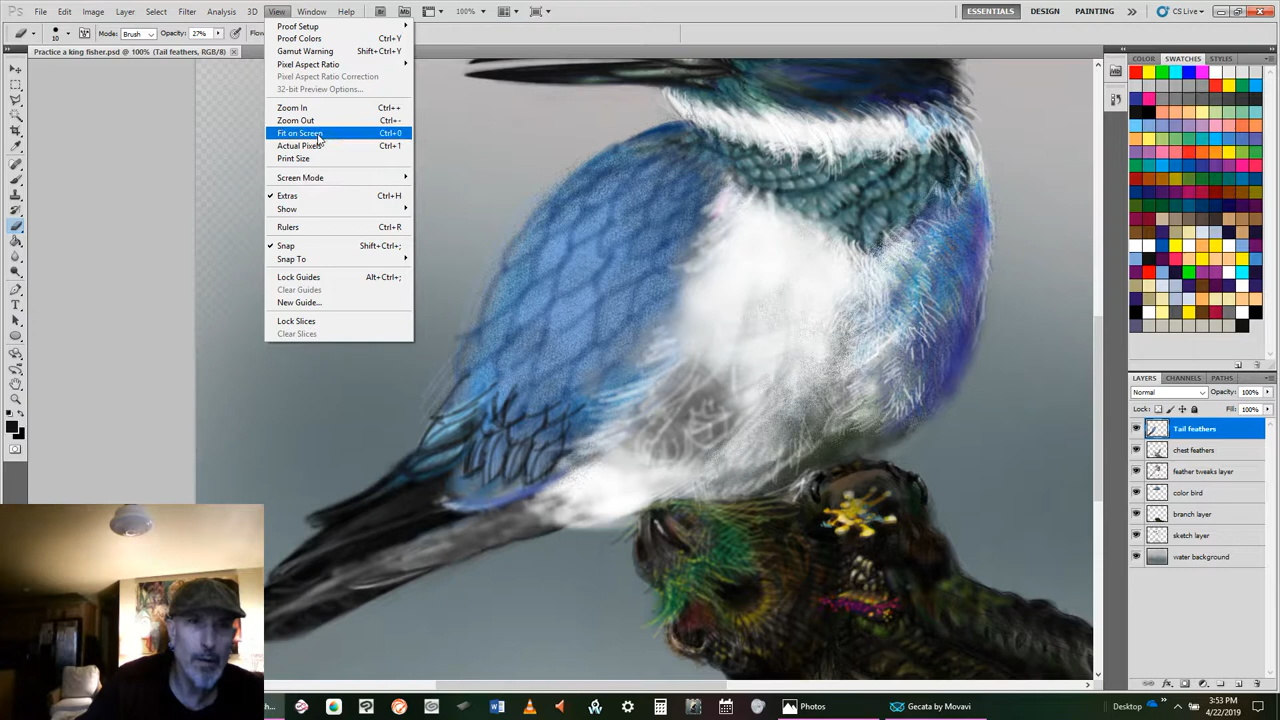 Ps File Edit Image Layer Select Filter Analysis 3D View Window Help Br Mb 100% ESSENTIALS DESIGN PAINTING CS Live
10 Mode: Brush Opacity: 27% Flow
Practice a king fisher.psd @ 100% (Tail feathers, RGB/8)
Proof Setup
Proof Colors Ctrl+Y
Gamut Warning Shift+Ctrl+Y
Pixel Aspect Ratio
Pixel Aspect Ratio Correction
32-bit Preview Options...
Zoom In Ctrl++
Zoom Out Ctrl+-
Fit on Screen Ctrl+0
Actual Pixels Ctrl+1
Print Size
Screen Mode
Extras Ctrl+H
Show
Rulers Ctrl+R
Snap Shift+Ctrl+;
Snap To
Lock Guides Alt+Ctrl+;
Clear Guides
New Guide...
Lock Slices
Clear Slices
COLOR SWATCHES STYLES
LAYERS CHANNELS PATHS
Normal Opacity: 100%
Lock: Fill: 100%
Tail feathers
chest feathers
feather tweaks layer
color bird
branch layer
sketch layer
water background
h... Photos Gecata by Movavi Desktop 3:53 PM
4/22/2019